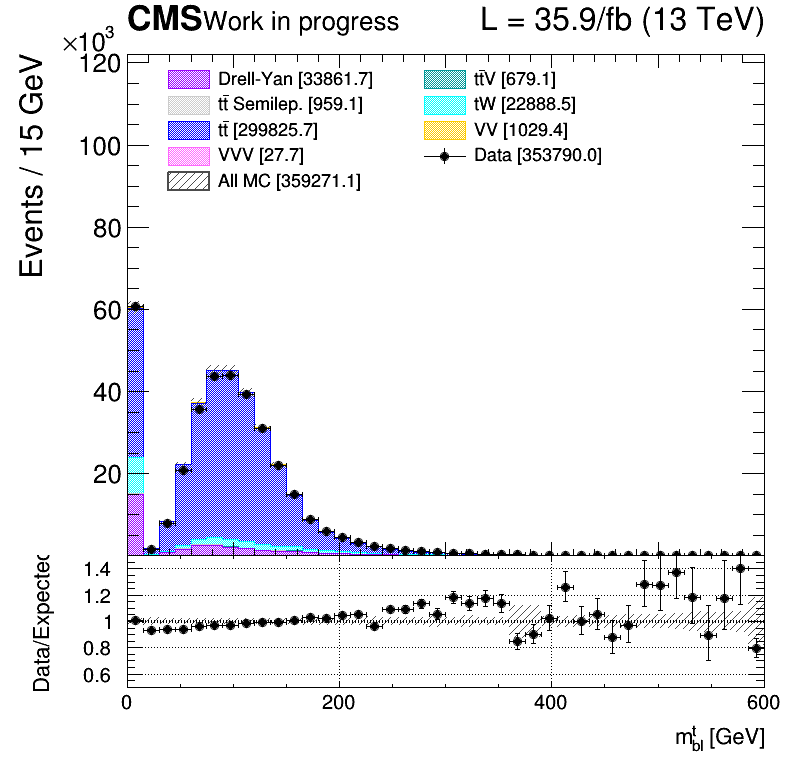 CMS Work in progress L = 35.9/fb (13 TeV)
×10³
Events / 15 GeV
Drell-Yan [33861.7]
tt̄ Semilep. [959.1]
tt̄ [299825.7]
VVV [27.7]
All MC [359271.1]
tt̄V [679.1]
tW [22888.5]
VV [1029.4]
Data [353790.0]
120
100
80
60
40
20
Data/Expected
1.4
1.2
1
0.8
0.6
0 200 400 600
m^t_bl [GeV]